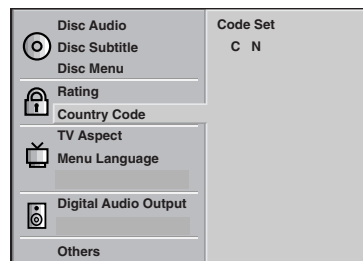 Disc Audio
Disc Subtitle
Disc Menu
Rating
Country Code
TV Aspect
Menu Language
Digital Audio Output
Others
Code Set
C N